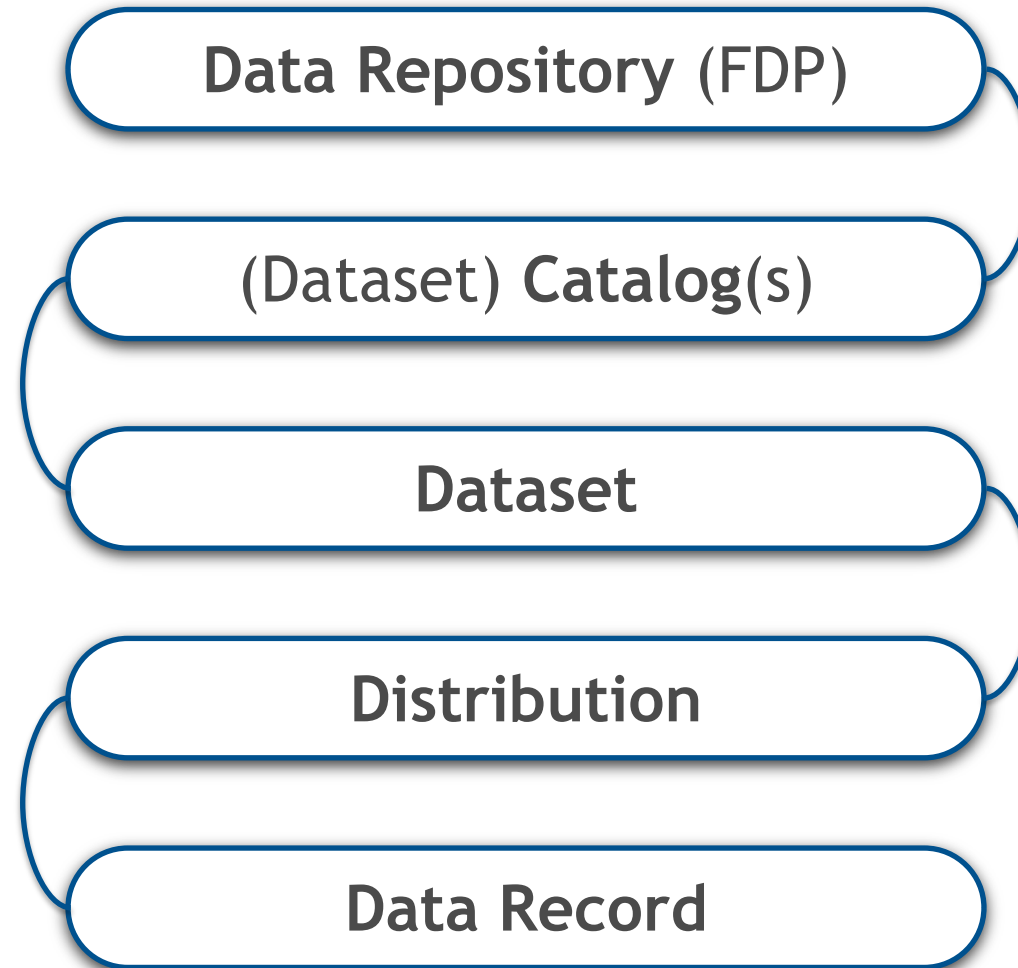 Data Repository (FDP)
(Dataset) Catalog(s)
Dataset
Distribution
Data Record